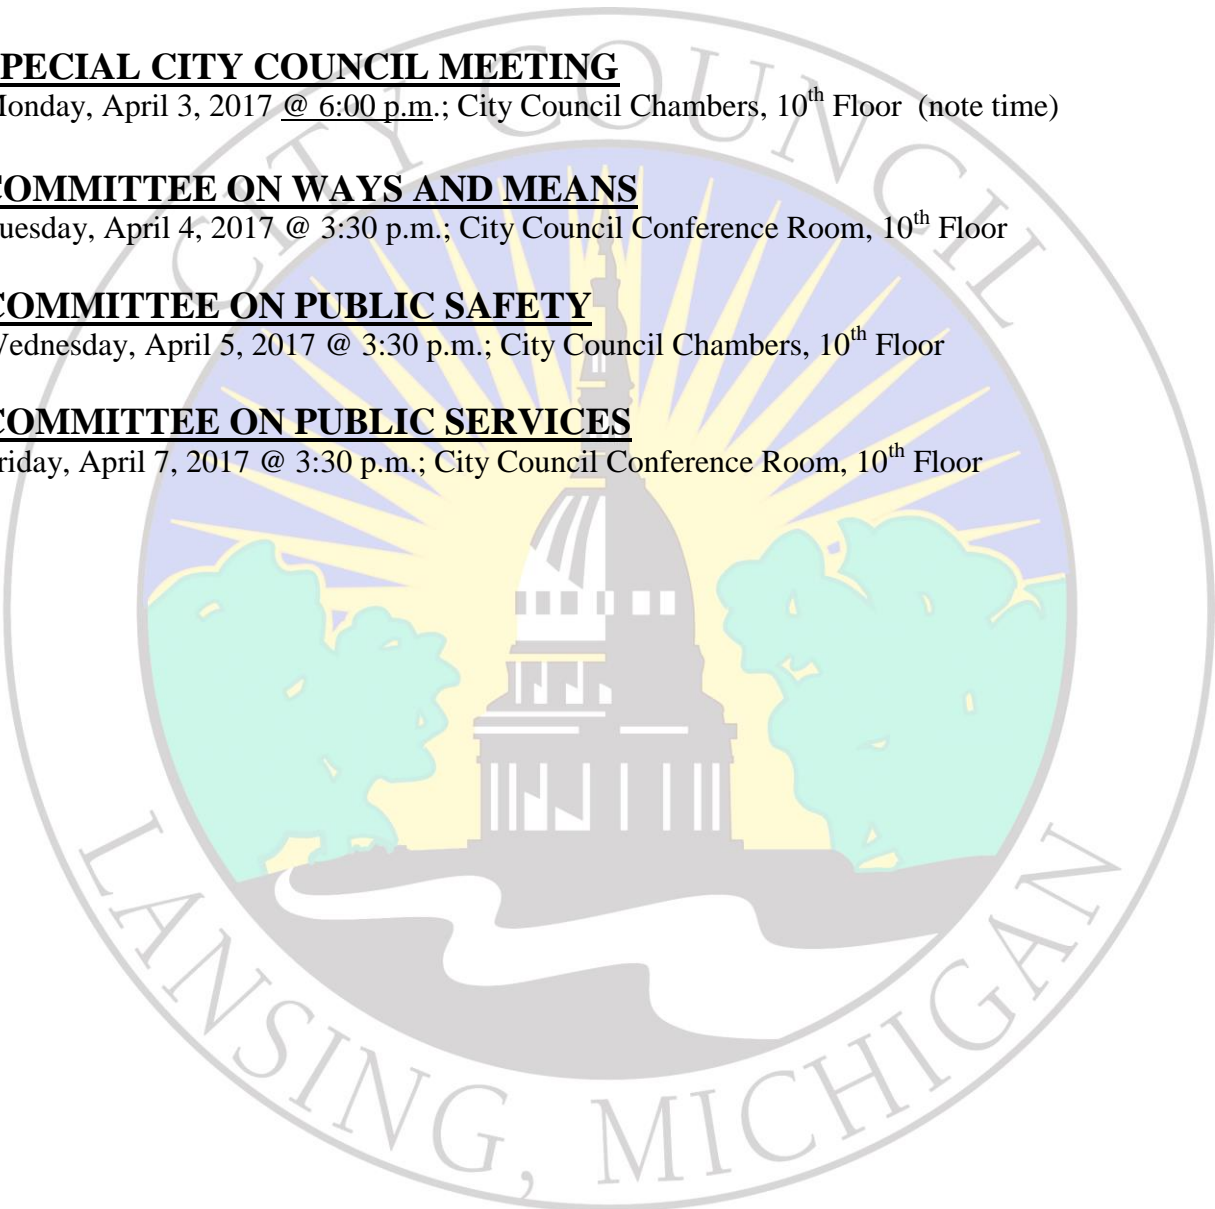 PECIAL CITY COUNCIL MEETING
onday, April 3, 2017 @ 6:00 p.m.; City Council Chambers, 10th Floor (note time)
COMMITTEE ON WAYS AND MEANS
uesday, April 4, 2017 @ 3:30 p.m.; City Council Conference Room, 10th Floor
COMMITTEE ON PUBLIC SAFETY
ednesday, April 5, 2017 @ 3:30 p.m.; City Council Chambers, 10th Floor
COMMITTEE ON PUBLIC SERVICES
riday, April 7, 2017 @ 3:30 p.m.; City Council Conference Room, 10th Floor
CITY COUNCIL
LANSING, MICHIGAN